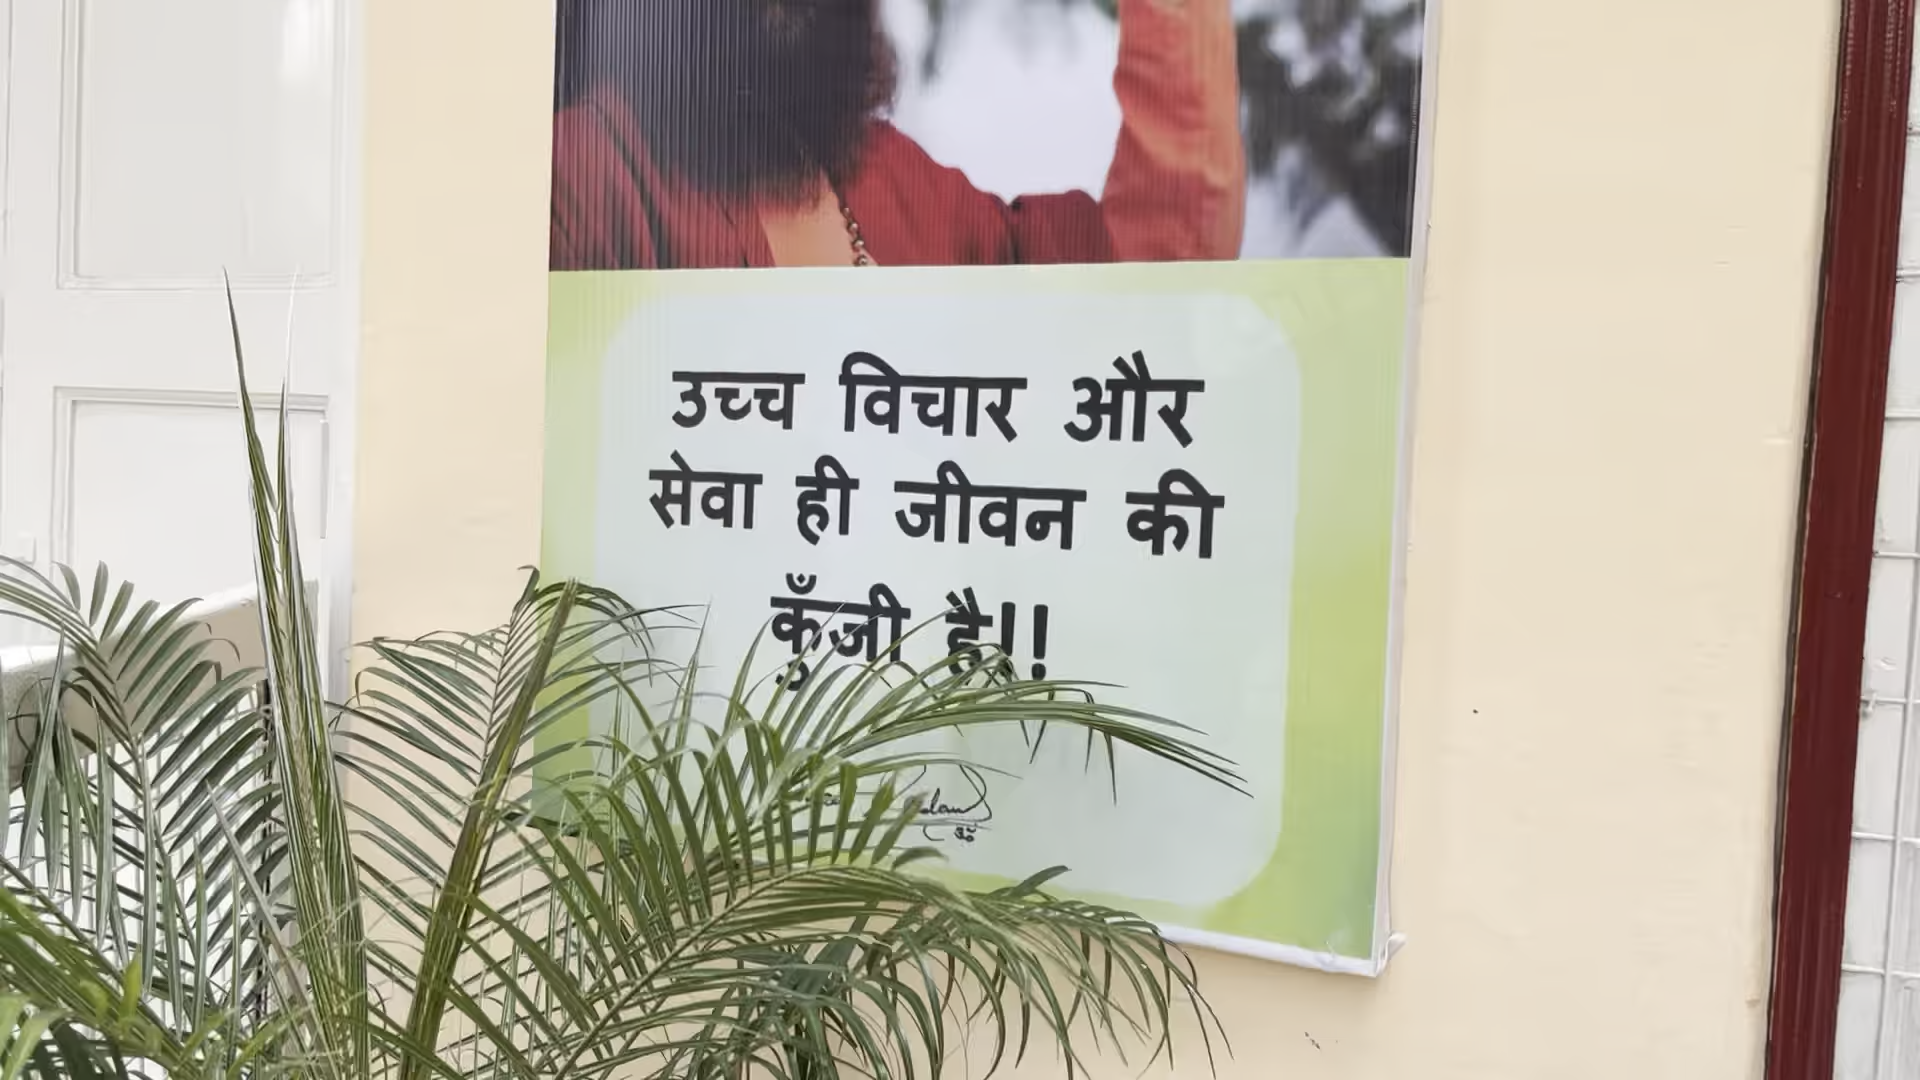 उच्च विचार और
सेवा ही जीवन की
कुँजी है!!
ॐ